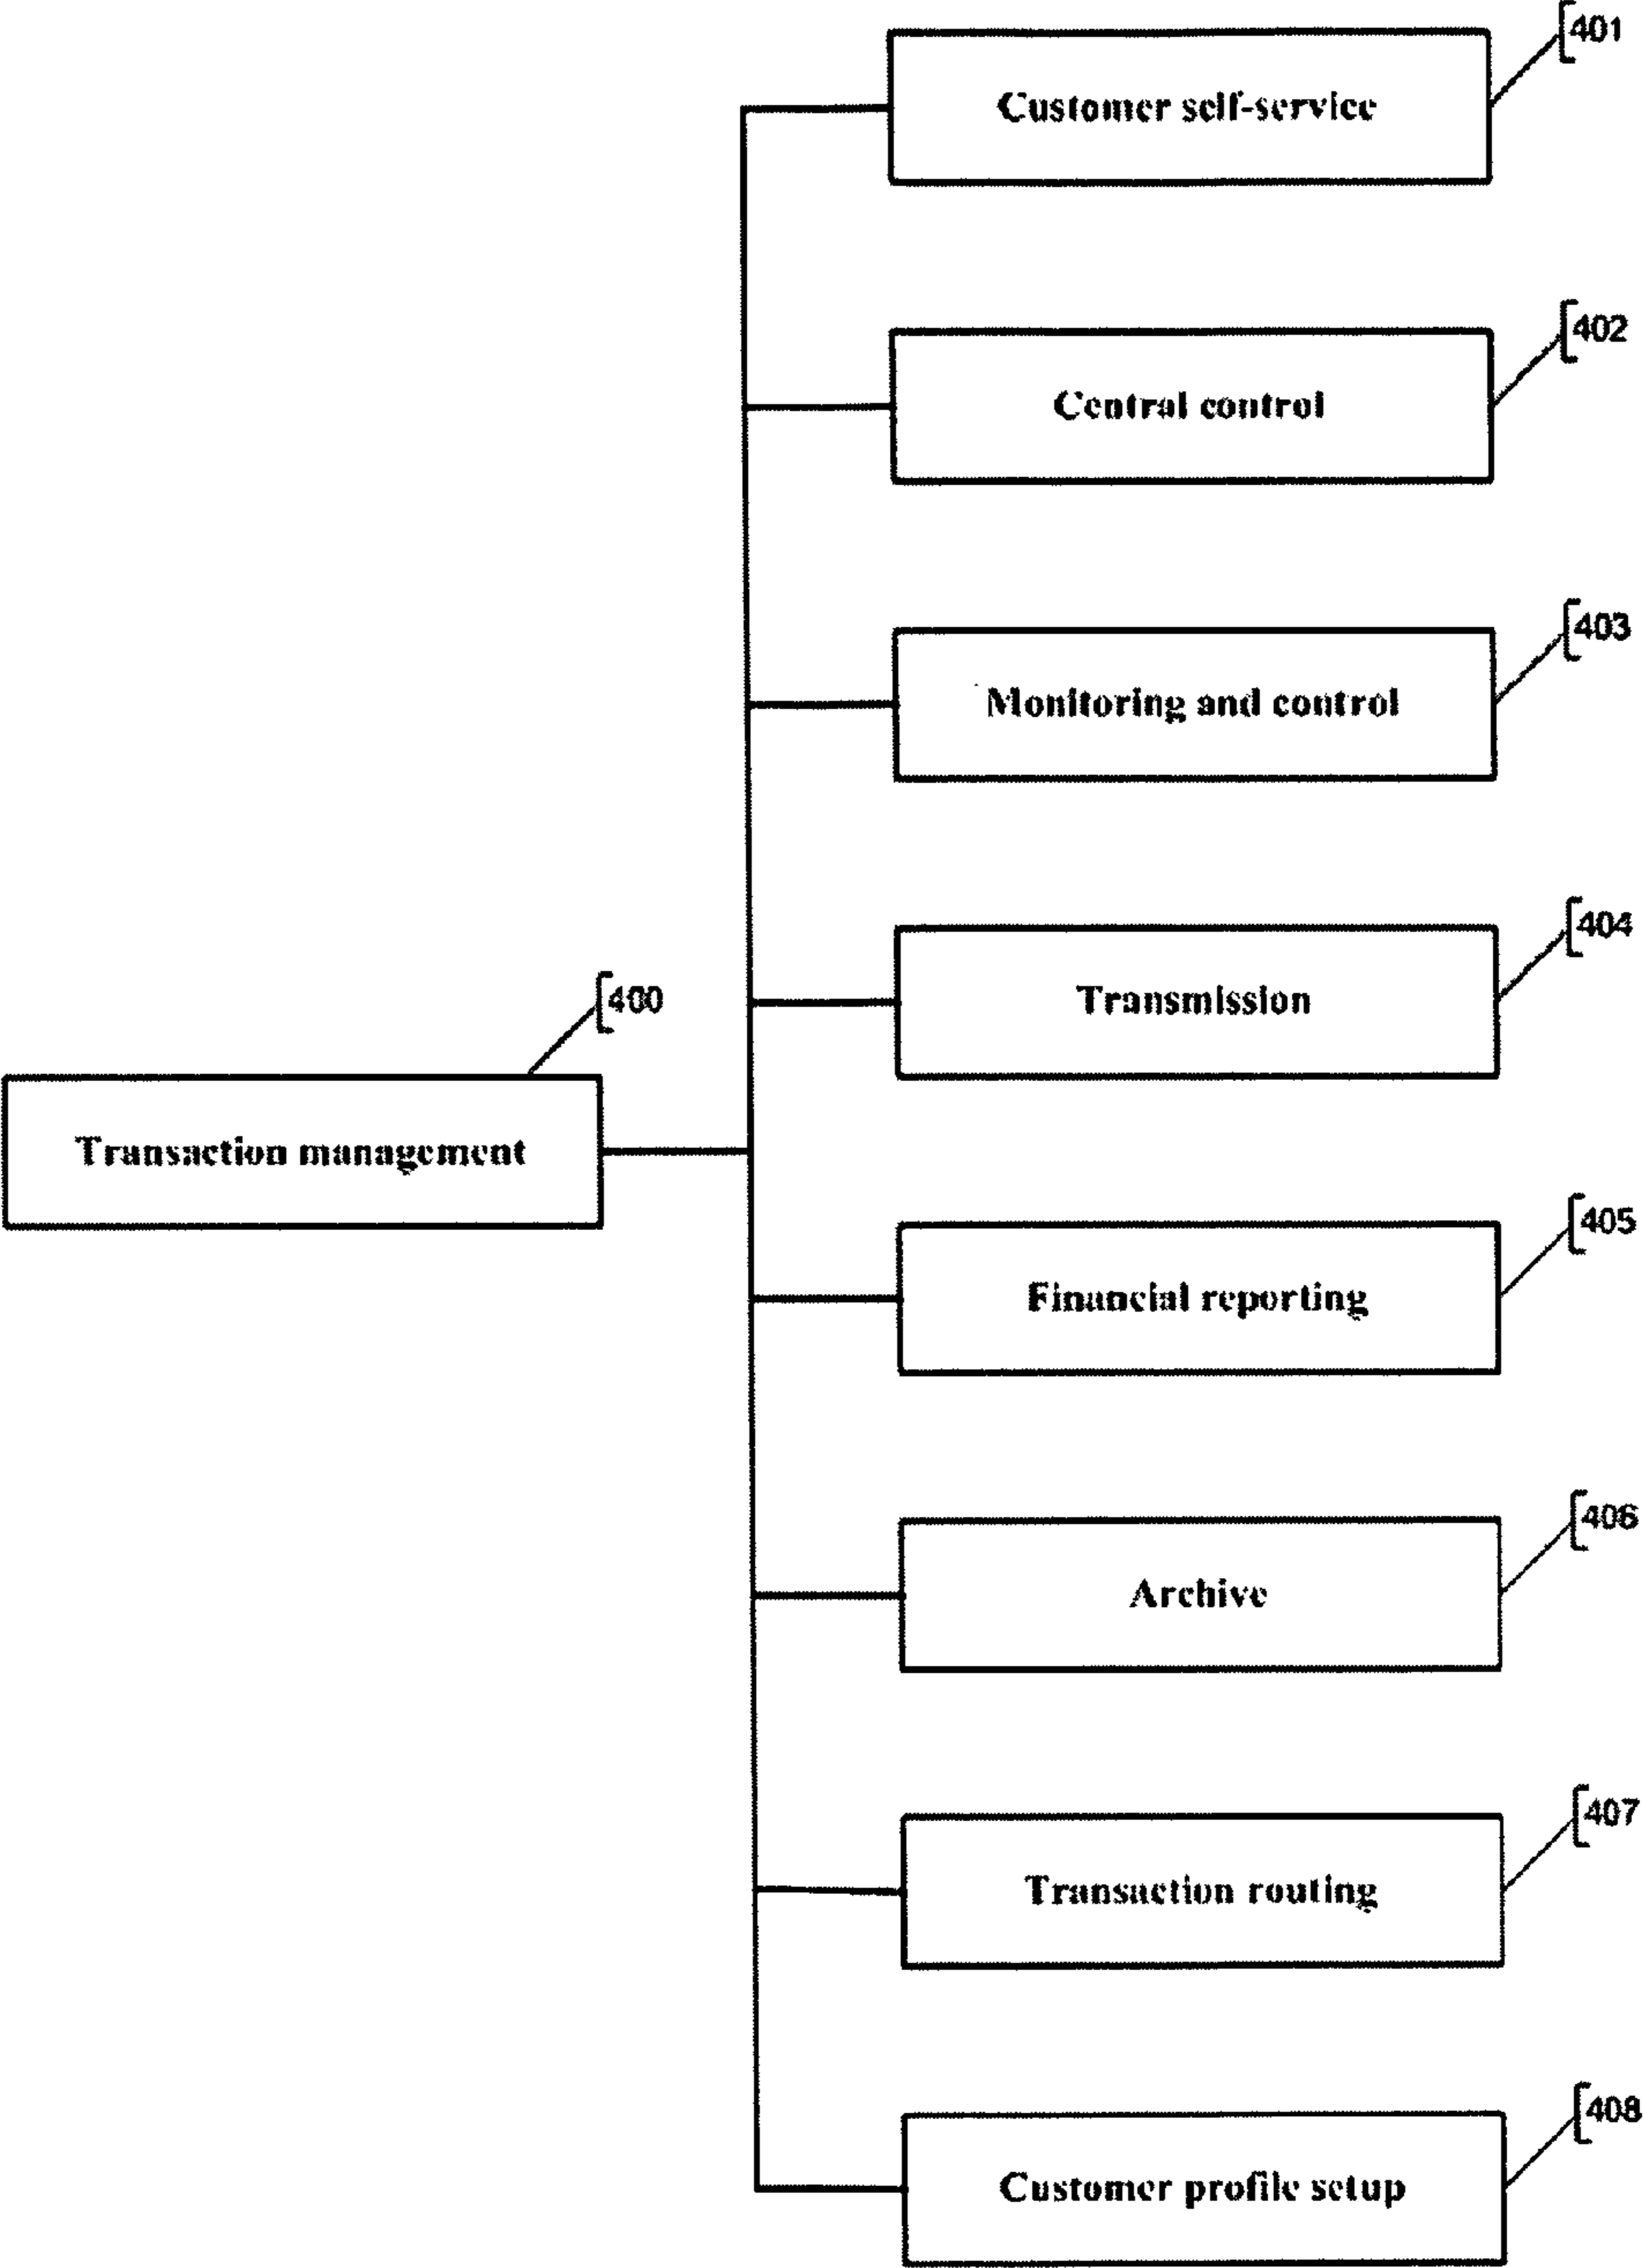 401
Customer self-service
402
Central control
403
Monitoring and control
404
Transmission
400
Transaction management
405
Financial reporting
406
Archive
407
Transaction routing
408
Customer profile setup